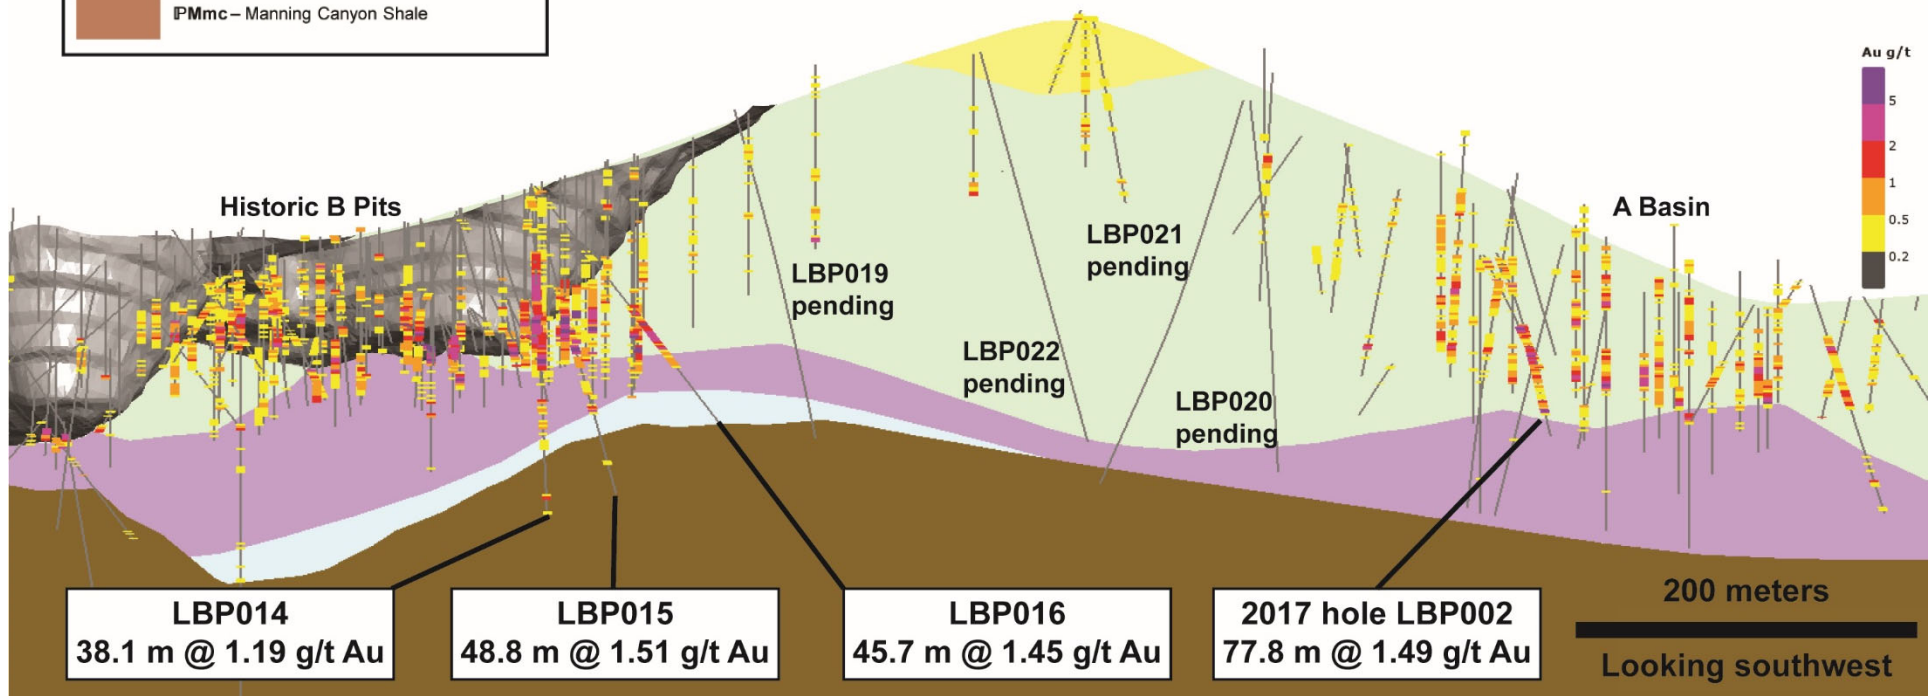 ℙMmc – Manning Canyon Shale
Au g/t
5
2
1
0.5
0.2
Historic B Pits
A Basin
LBP019
pending
LBP021
pending
LBP022
pending
LBP020
pending
LBP014
38.1 m @ 1.19 g/t Au
LBP015
48.8 m @ 1.51 g/t Au
LBP016
45.7 m @ 1.45 g/t Au
2017 hole LBP002
77.8 m @ 1.49 g/t Au
200 meters
Looking southwest